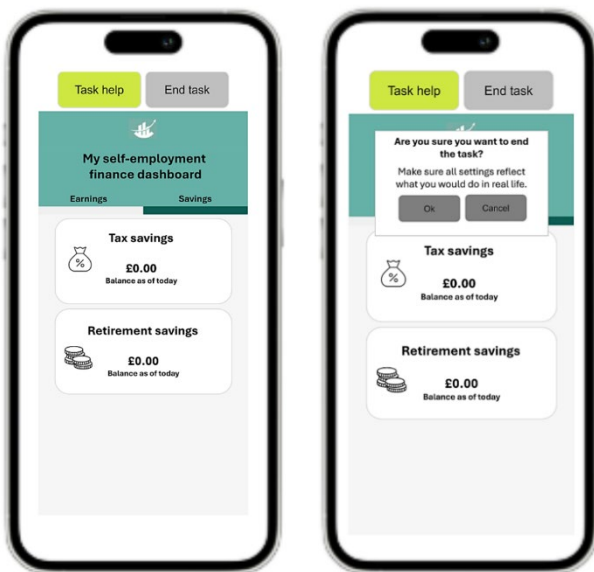 Task help
End task
My self-employment
finance dashboard
Earnings
Savings
Tax savings
%
£0.00
Balance as of today
Retirement savings
£0.00
Balance as of today
Task help
End task
Are you sure you want to end
the task?
Make sure all settings reflect
what you would do in real life.
Ok
Cancel
Tax savings
%
£0.00
Balance as of today
Retirement savings
£0.00
Balance as of today